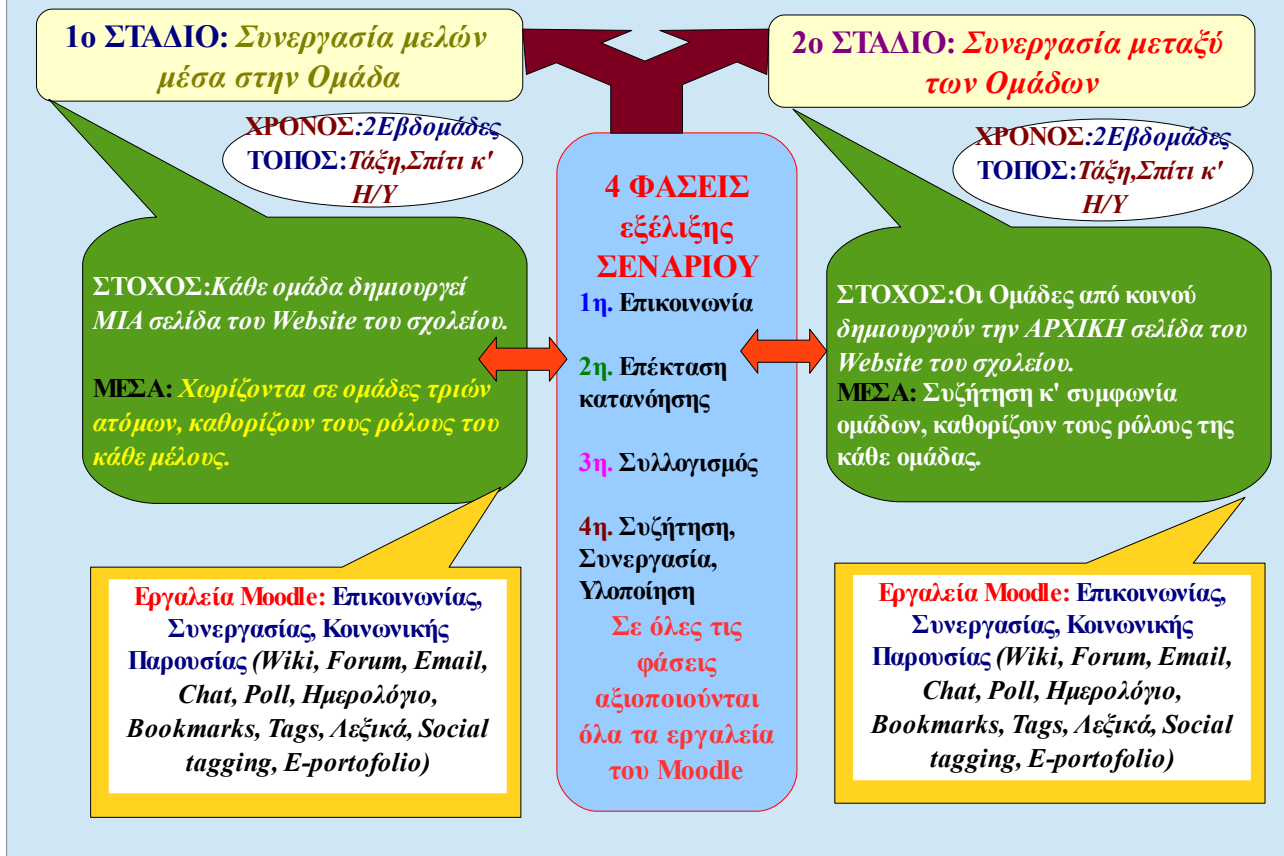 1ο ΣΤΑΔΙΟ: Συνεργασία μελών
μέσα στην Ομάδα
ΧΡΟΝΟΣ:2Εβδομάδες
ΤΟΠΟΣ:Τάξη,Σπίτι κ'
Η/Υ
ΣΤΟΧΟΣ:Κάθε ομάδα δημιουργεί
ΜΙΑ σελίδα του Website του σχολείου.
ΜΕΣΑ: Χωρίζονται σε ομάδες τριών
ατόμων, καθορίζουν τους ρόλους του
κάθε μέλους.
Εργαλεία Moodle: Επικοινωνίας,
Συνεργασίας, Κοινωνικής
Παρουσίας (Wiki, Forum, Email,
Chat, Poll, Ημερολόγιο,
Bookmarks, Tags, Λεξικά, Social
tagging, E-portofolio)
4 ΦΑΣΕΙΣ
εξέλιξης
ΣΕΝΑΡΙΟΥ
1η. Επικοινωνία
2η. Επέκταση
κατανόησης
3η. Συλλογισμός
4η. Συζήτηση,
Συνεργασία,
Υλοποίηση
Σε όλες τις
φάσεις
αξιοποιούνται
όλα τα εργαλεία
του Moodle
2ο ΣΤΑΔΙΟ: Συνεργασία μεταξύ
των Ομάδων
ΧΡΟΝΟΣ:2Εβδομάδες
ΤΟΠΟΣ:Τάξη,Σπίτι κ'
Η/Υ
ΣΤΟΧΟΣ:Οι Ομάδες από κοινού
δημιουργούν την ΑΡΧΙΚΗ σελίδα του
Website του σχολείου.
ΜΕΣΑ: Συζήτηση κ' συμφωνία
ομάδων, καθορίζουν τους ρόλους της
κάθε ομάδας.
Εργαλεία Moodle: Επικοινωνίας,
Συνεργασίας, Κοινωνικής
Παρουσίας (Wiki, Forum, Email,
Chat, Poll, Ημερολόγιο,
Bookmarks, Tags, Λεξικά, Social
tagging, E-portofolio)